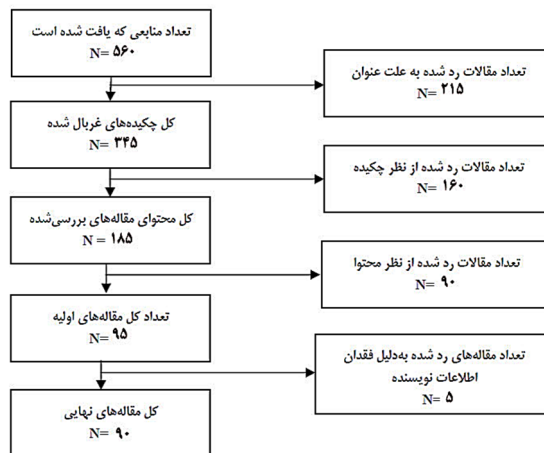 تعداد منابعی که یافت شده است
N= ۵۶۰
تعداد مقالات رد شده به علت عنوان
N= ۲۱۵
کل چکیده‌های غربال شده
N= ۳۴۵
تعداد مقالات رد شده از نظر چکیده
N= ۱۶۰
کل محتوای مقاله‌های بررسی‌شده
N = ۱۸۵
تعداد مقالات رد شده از نظر محتوا
N= ۹۰
تعداد کل مقاله‌های اولیه
N= ۹۵
تعداد مقاله‌های رد شده به‌دلیل فقدان
اطلاعات نویسنده
N= ۵
کل مقاله‌های نهایی
N= ۹۰